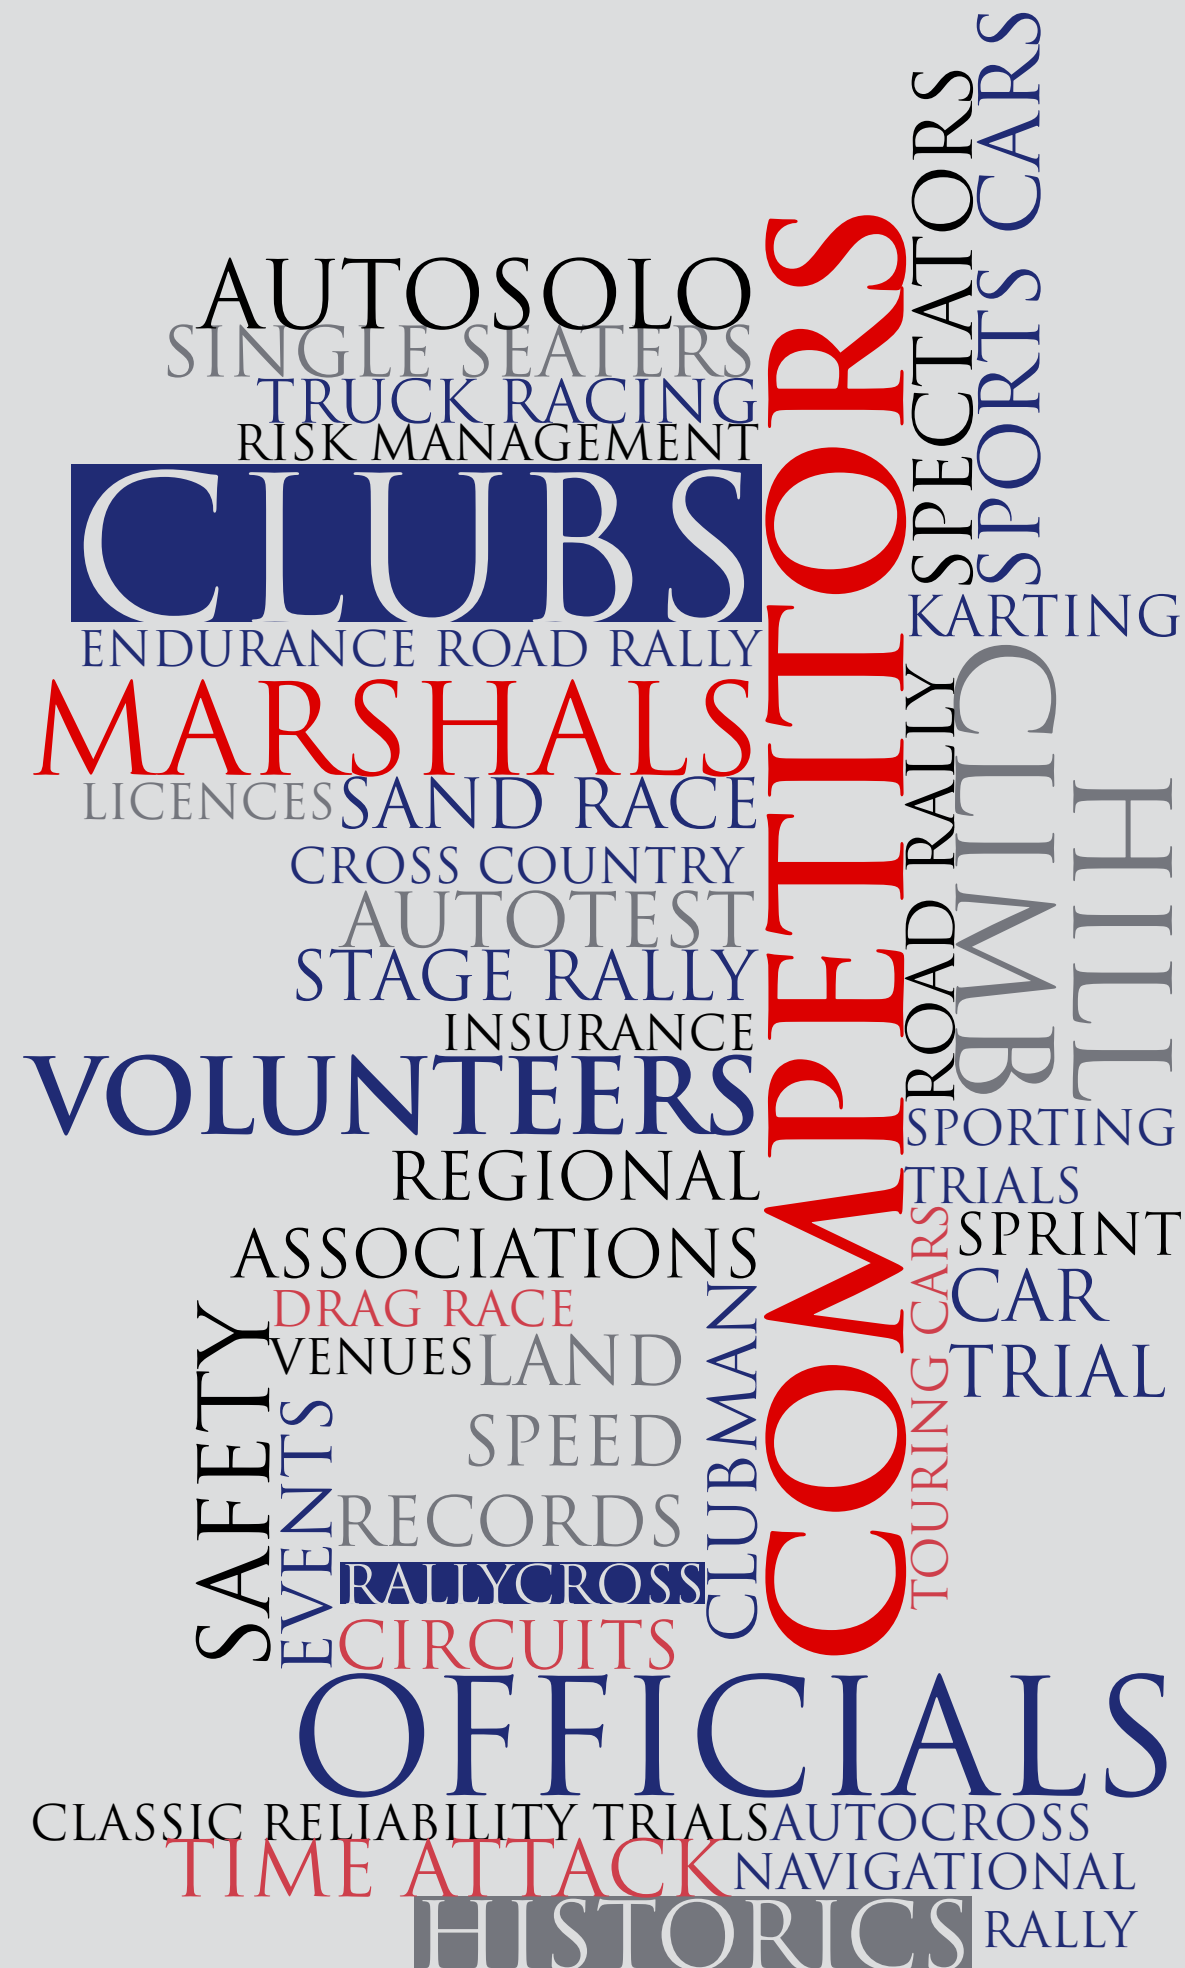 AUTOSOLO
SINGLE SEATERS
TRUCK RACING
RISK MANAGEMENT
CLUBS
ENDURANCE ROAD RALLY
MARSHALS
LICENCES
SAND RACE
CROSS COUNTRY
AUTOTEST
STAGE RALLY
INSURANCE
VOLUNTEERS
REGIONAL
ASSOCIATIONS
DRAG RACE
VENUES
LAND
SPEED
RECORDS
SAFETY
EVENTS
RALLYCROSS
CIRCUITS
CLUBMAN
COMPETITORS
SPECTATORS
SPORTS CARS
KARTING
ROAD RALLY
HILL
CLIMB
SPORTING
TRIALS
TOURING CARS
SPRINT
CAR
TRIAL
OFFICIALS
CLASSIC RELIABILITY TRIALS
AUTOCROSS
TIME ATTACK
NAVIGATIONAL
RALLY
HISTORICS